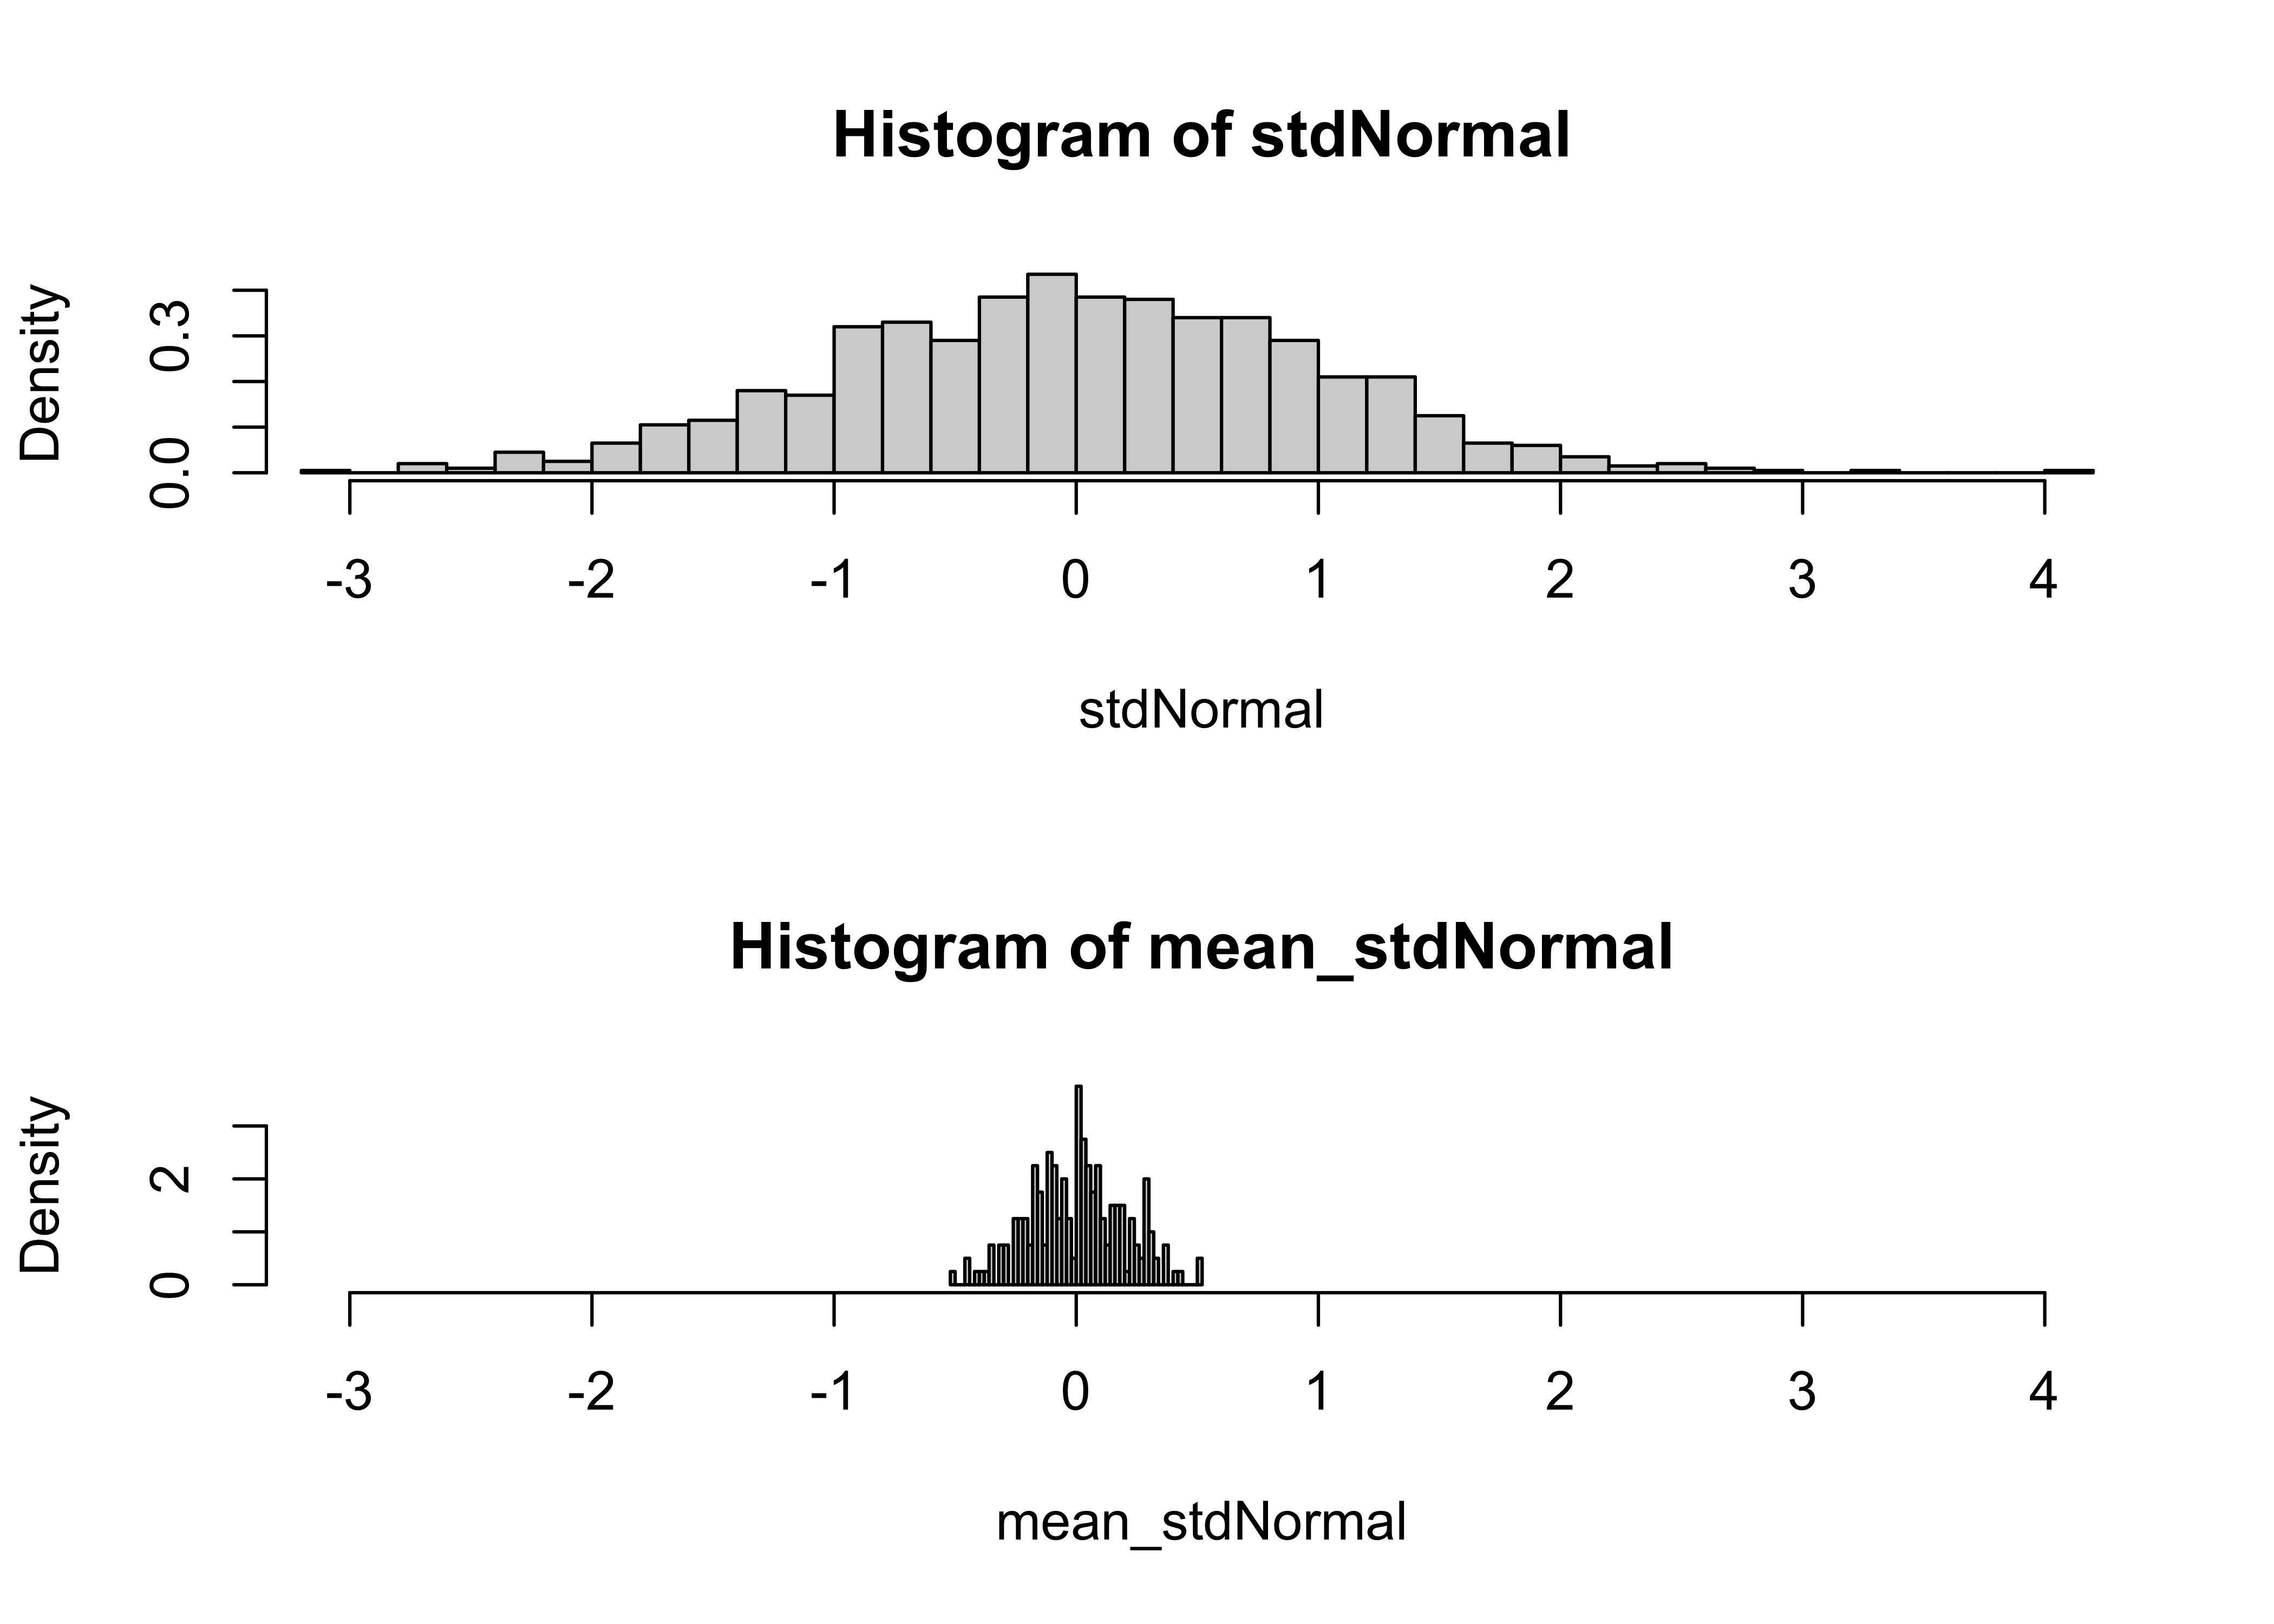 Histogram of stdNormal
Density
0.3
0.0
-3 -2 -1 0 1 2 3 4
stdNormal
Histogram of mean_stdNormal
Density
2
0
-3 -2 -1 0 1 2 3 4
mean_stdNormal